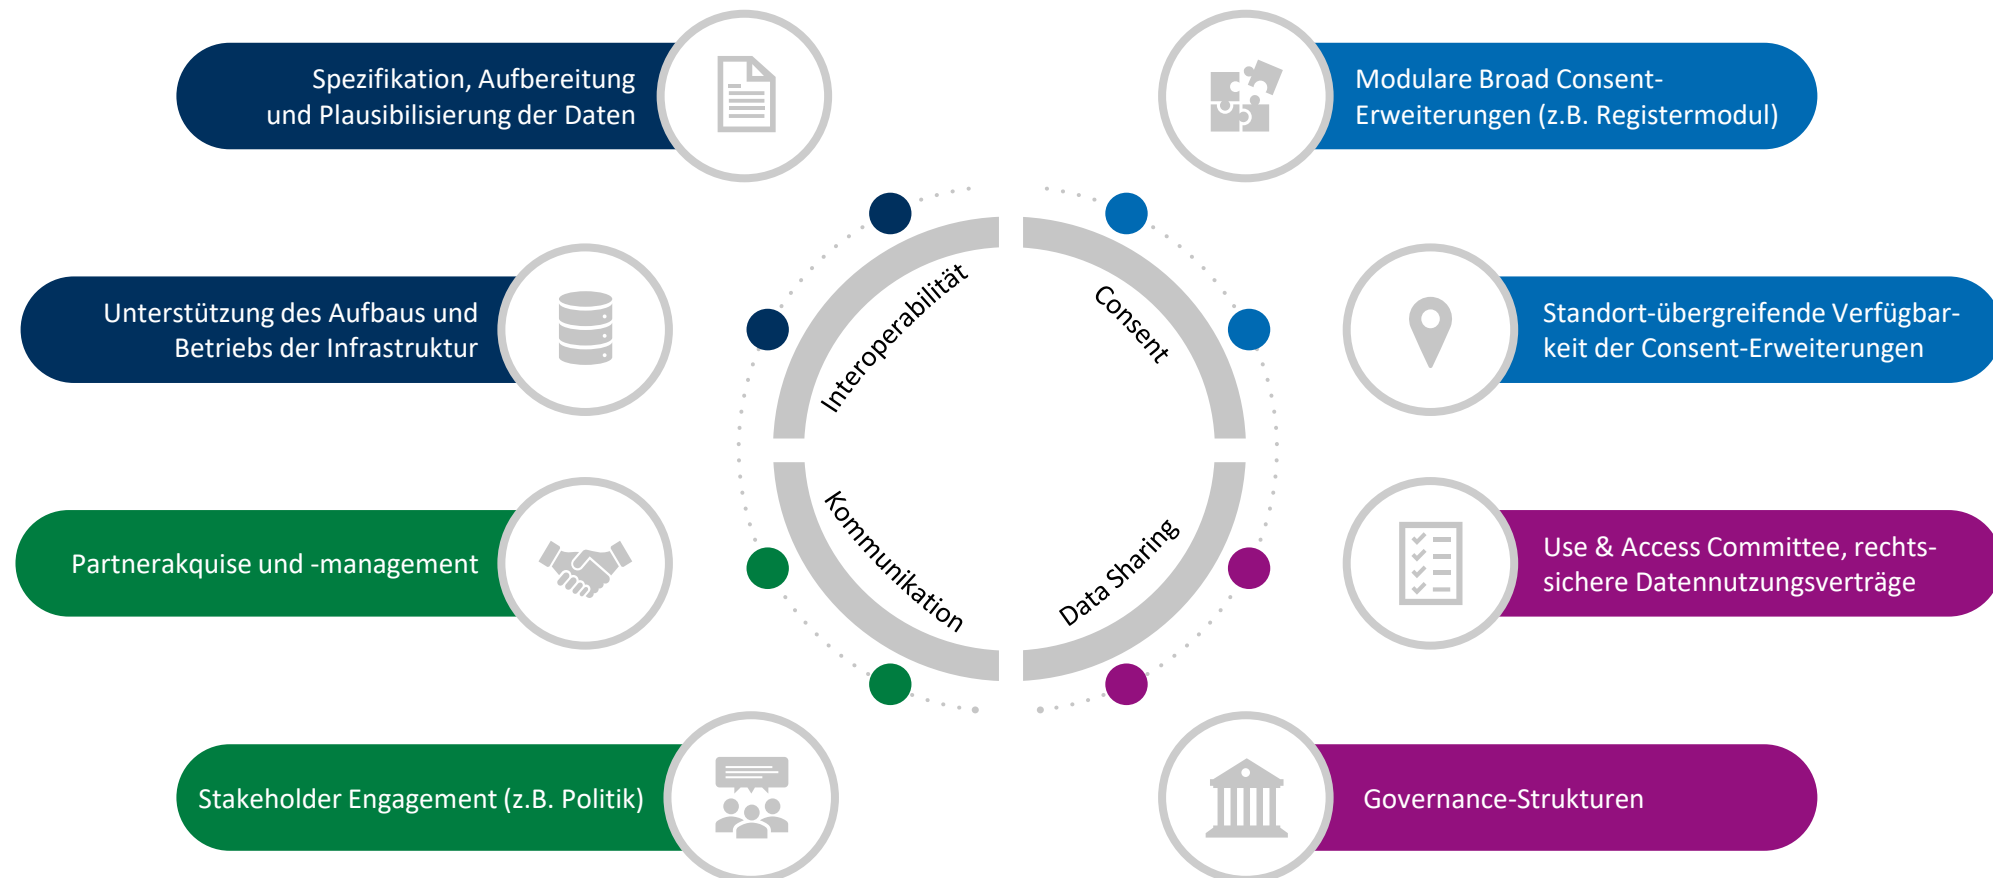 Spezifikation, Aufbereitung
und Plausibilisierung der Daten
Modulare Broad Consent-
Erweiterungen (z.B. Registermodul)
Unterstützung des Aufbaus und
Betriebs der Infrastruktur
Interoperabilität
Consent
Standort-übergreifende Verfügbar-
keit der Consent-Erweiterungen
Partnerakquise und -management
Kommunikation
Data Sharing
Use & Access Committee, rechts-
sichere Datennutzungsverträge
Stakeholder Engagement (z.B. Politik)
Governance-Strukturen